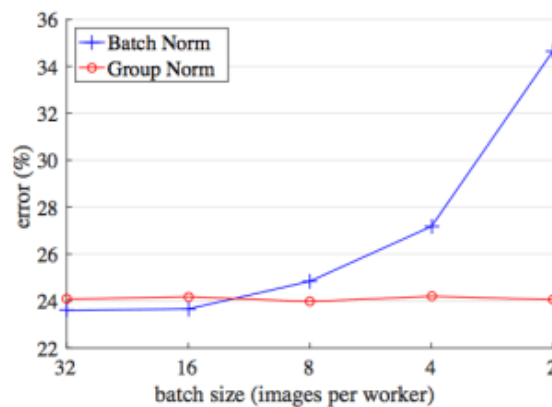 36
34
32
30
28
26
24
22
error (%)
Batch Norm
Group Norm
32 16 8 4 2
batch size (images per worker)